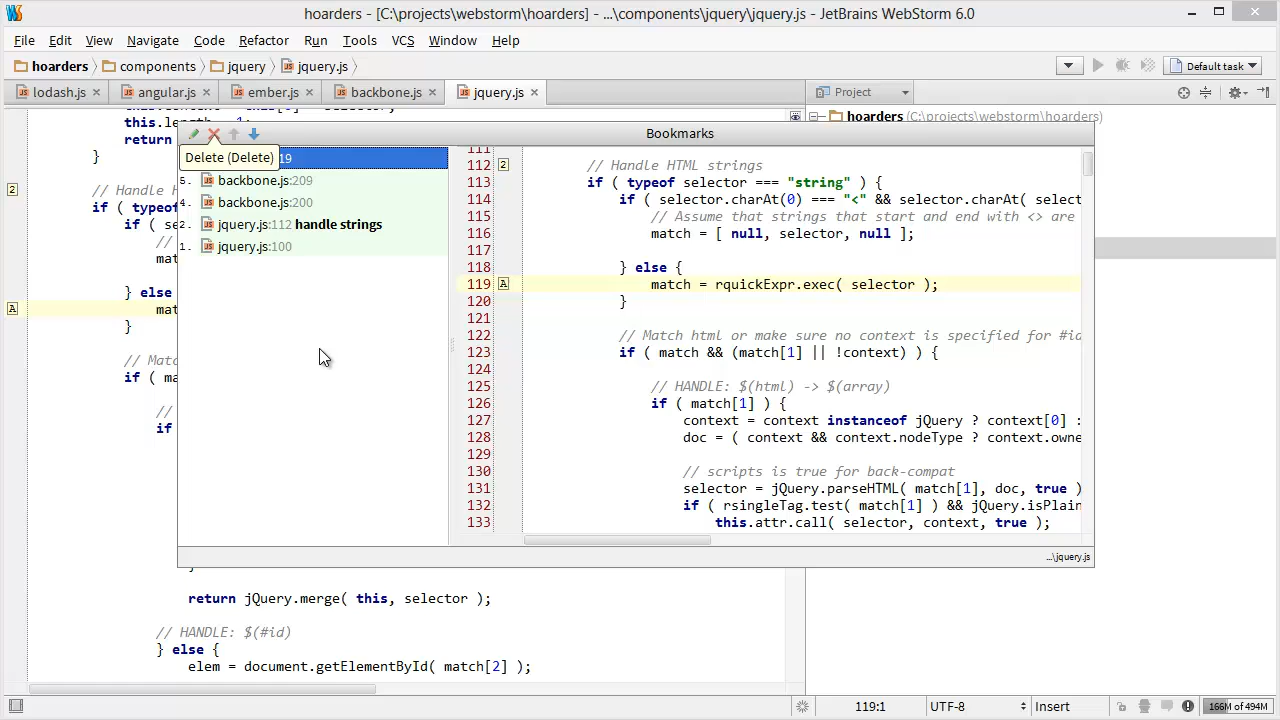 hoarders - [C:\projects\webstorm\hoarders] - ...\components\jquery\jquery.js - JetBrains WebStorm 6.0
File Edit View Navigate Code Refactor Run Tools VCS Window Help
hoarders components jquery jquery.js Default task
lodash.js angular.js ember.js backbone.js jquery.js Project
hoarders (C:\projects\webstorm\hoarders)
this.length
return
}
// Handle H
if ( typeof
if ( se
//
mat
} else
mat
}
// Matc
if ( ma
//
if
Bookmarks
Delete (Delete)
19
5. backbone.js:209
4. backbone.js:200
2. jquery.js:112 handle strings
1. jquery.js:100
111
112 2 // Handle HTML strings
113 if ( typeof selector === "string" ) {
114 if ( selector.charAt(0) === "<" && selector.charAt( select
115 // Assume that strings that start and end with <> are
116 match = [ null, selector, null ];
117
118 } else {
119 A match = rquickExpr.exec( selector );
120 }
121
122 // Match html or make sure no context is specified for #id
123 if ( match && (match[1] || !context) ) {
124
125 // HANDLE: $(html) -> $(array)
126 if ( match[1] ) {
127 context = context instanceof jQuery ? context[0] :
128 doc = ( context && context.nodeType ? context.owne
129
130 // scripts is true for back-compat
131 selector = jQuery.parseHTML( match[1], doc, true )
132 if ( rsingleTag.test( match[1] ) && jQuery.isPlain
133 this.attr.call( selector, context, true );
...\jquery.js
return jQuery.merge( this, selector );
// HANDLE: $(#id)
} else {
elem = document.getElementById( match[2] );
119:1 UTF-8 Insert 166M of 494M